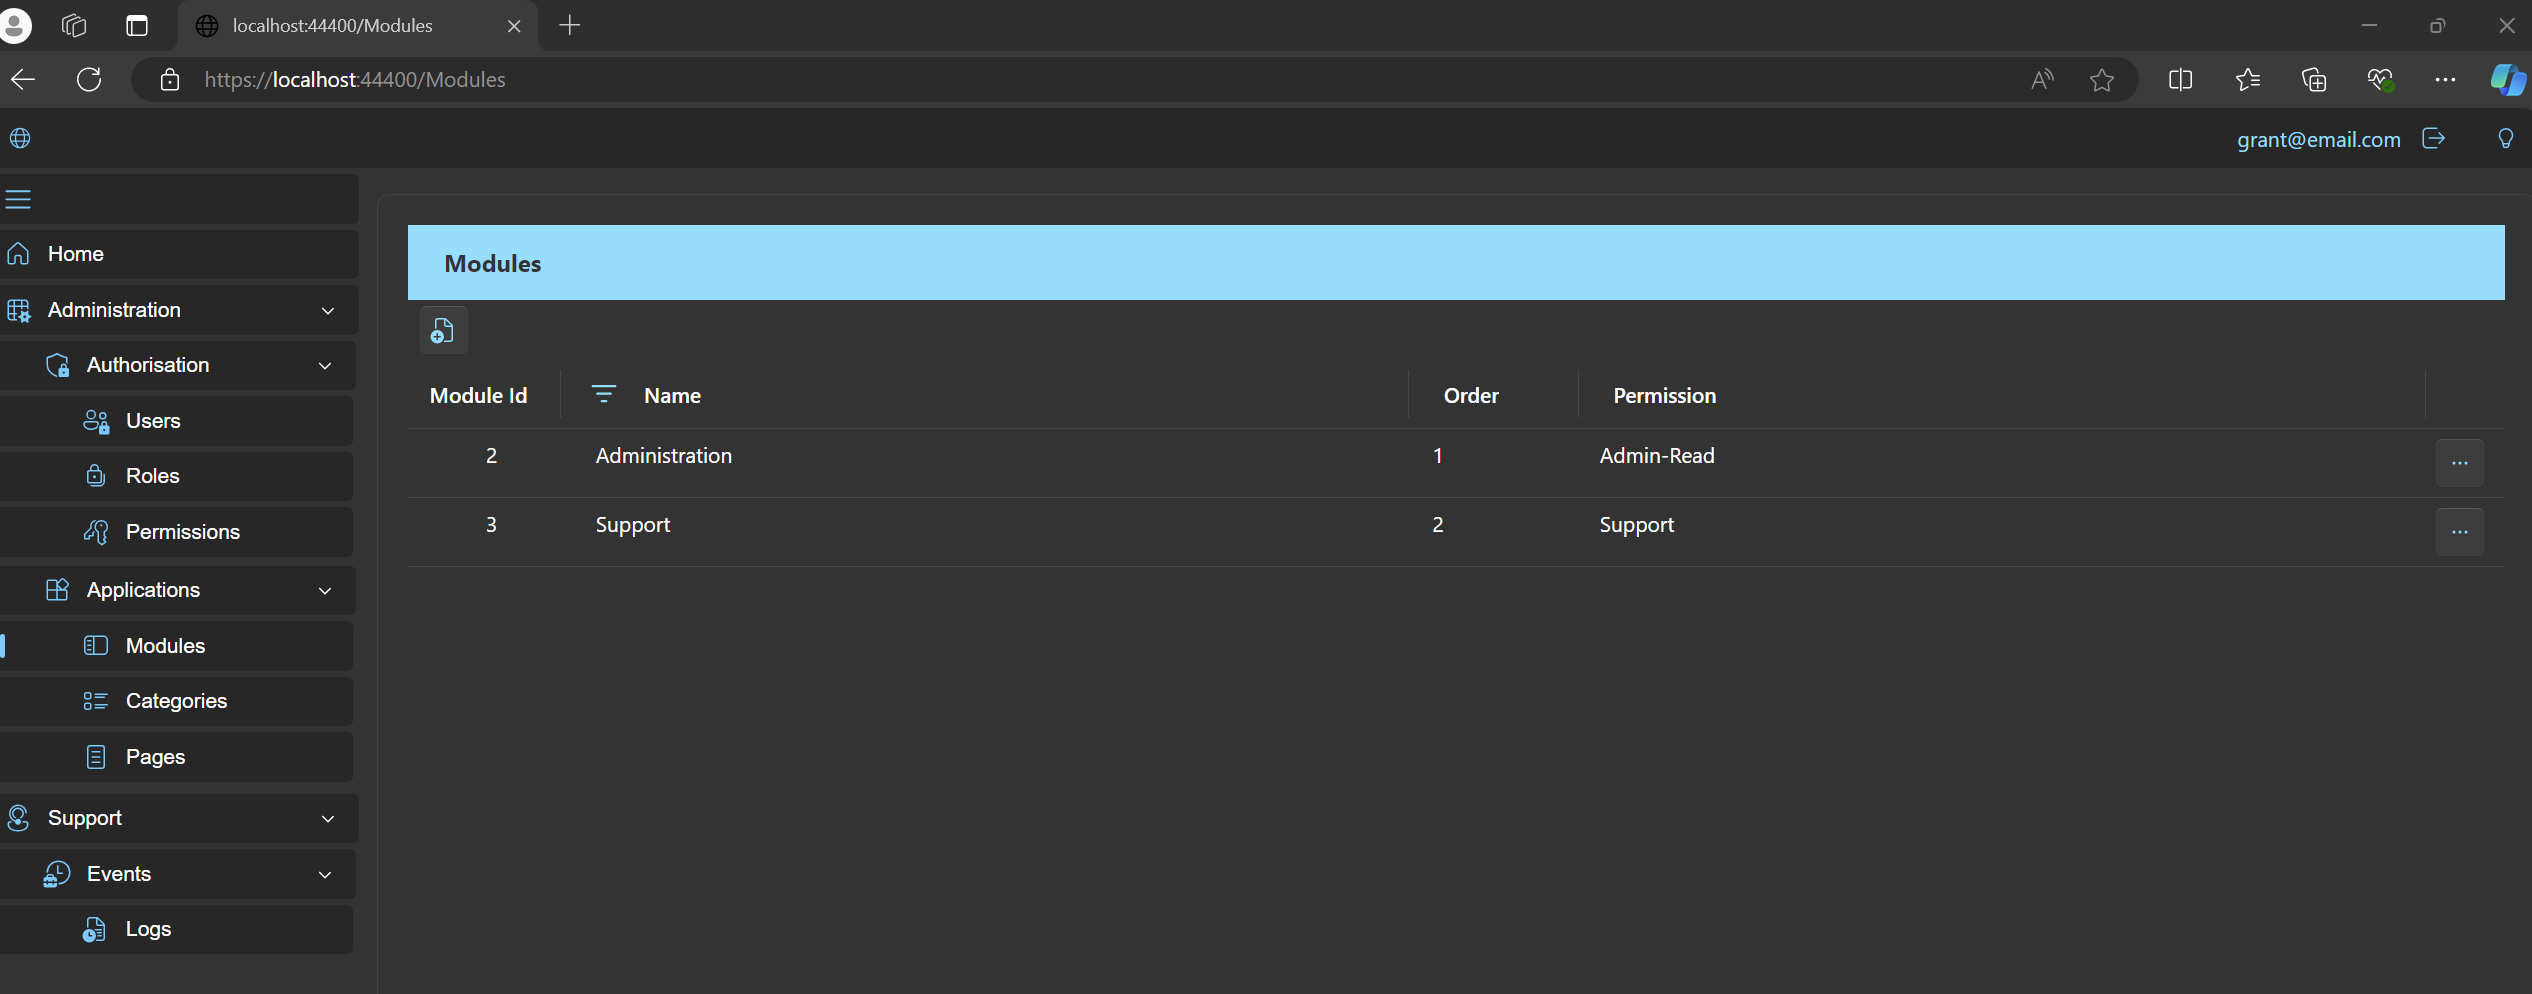 localhost:44400/Modules
https://localhost:44400/Modules
grant@email.com
Home
Administration
Authorisation
Users
Roles
Permissions
Applications
Modules
Categories
Pages
Support
Events
Logs
Modules
Module Id Name Order Permission
2 Administration 1 Admin-Read
3 Support 2 Support